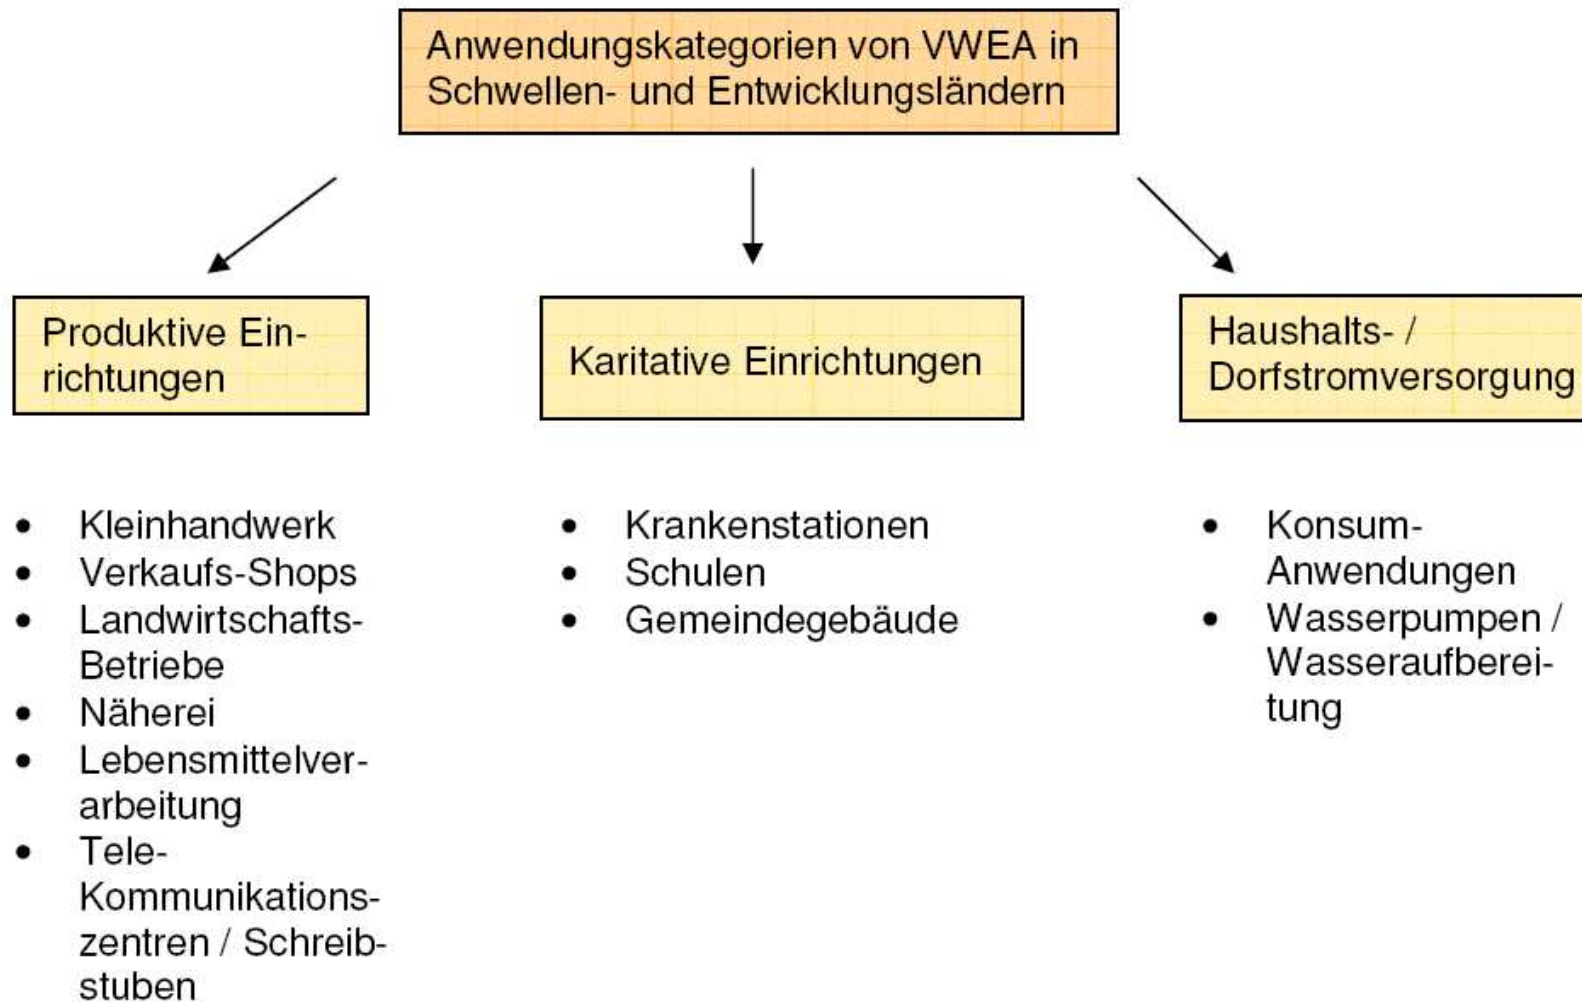 Anwendungskategorien von VWEA in
Schwellen- und Entwicklungsländern
Produktive Ein-
richtungen
Karitative Einrichtungen
Haushalts- /
Dorfstromversorgung
• Kleinhandwerk
• Verkaufs-Shops
• Landwirtschafts-
Betriebe
• Näherei
• Lebensmittelver-
arbeitung
• Tele-
Kommunikations-
zentren / Schreib-
stuben
• Krankenstationen
• Schulen
• Gemeindegebäude
• Konsum-
Anwendungen
• Wasserpumpen /
Wasseraufberei-
tung